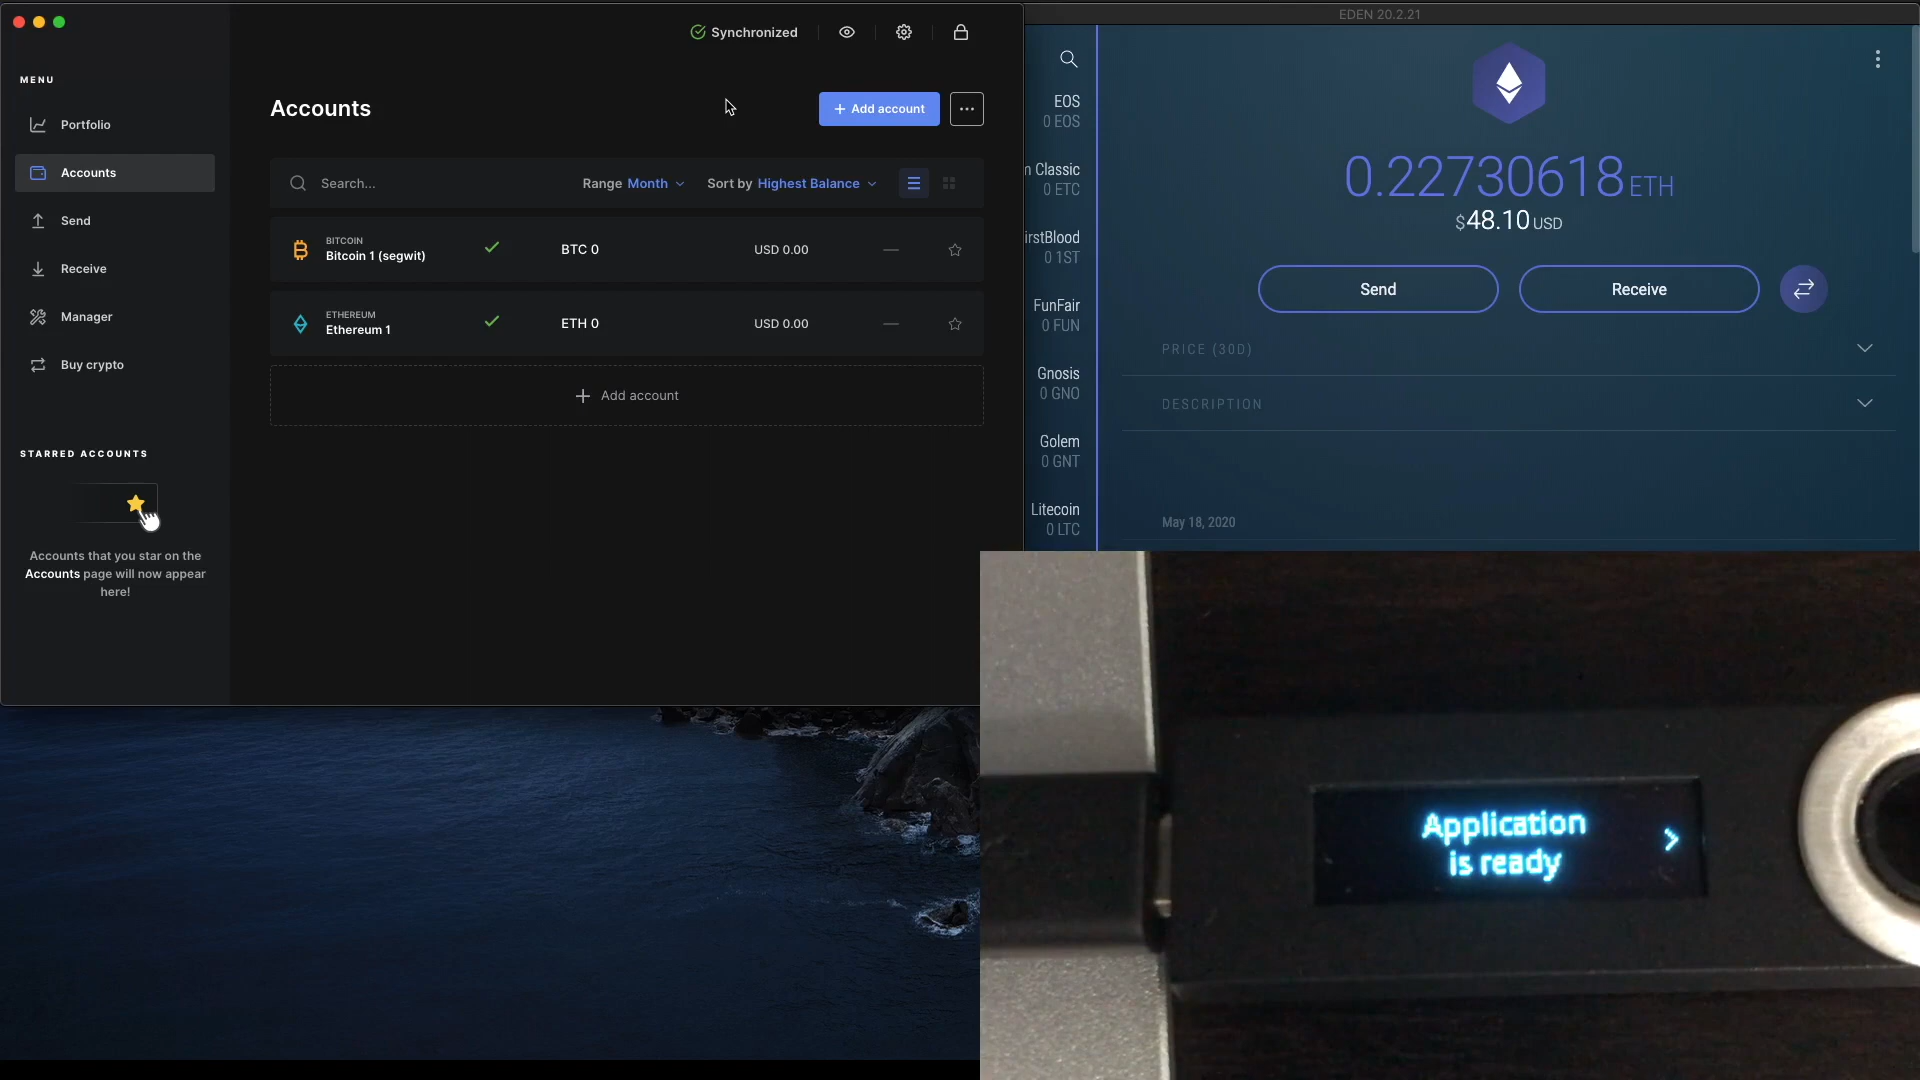 Synchronized
MENU
Portfolio
Accounts
Send
Receive
Manager
Buy crypto
STARRED ACCOUNTS
Accounts that you star on the
Accounts page will now appear
here!
Accounts
+ Add account
Search...
Range Month
Sort by Highest Balance
BITCOIN
Bitcoin 1 (segwit)
BTC 0
USD 0.00
ETHEREUM
Ethereum 1
ETH 0
USD 0.00
+ Add account
EDEN 20.2.21
EOS
0 EOS
m Classic
0 ETC
irstBlood
0 1ST
FunFair
0 FUN
Gnosis
0 GNO
Golem
0 GNT
Litecoin
0 LTC
0.22730618 ETH
$48.10 USD
Send
Receive
PRICE (30D)
DESCRIPTION
May 18, 2020
Application
is ready